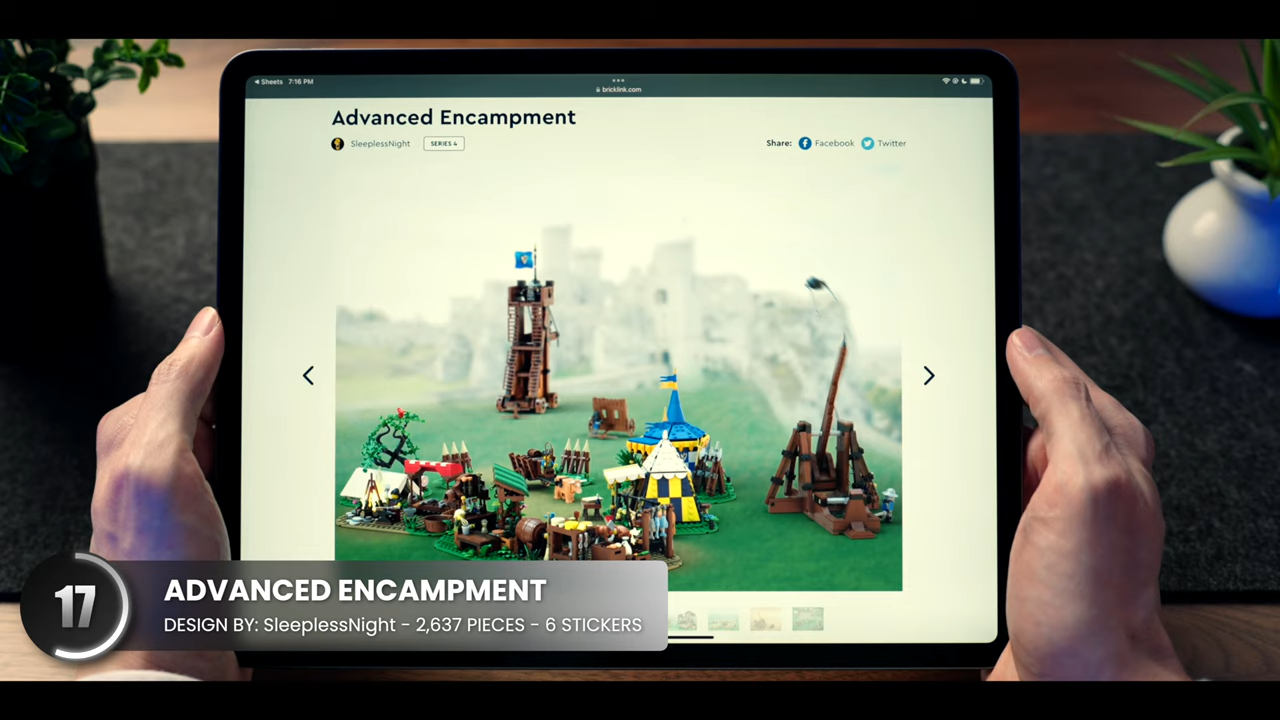 Sheets 7:16 PM
bricklink.com
Advanced Encampment
SleeplessNight SERIES 4 Share: Facebook Twitter
17
ADVANCED ENCAMPMENT
DESIGN BY: SleeplessNight - 2,637 PIECES - 6 STICKERS